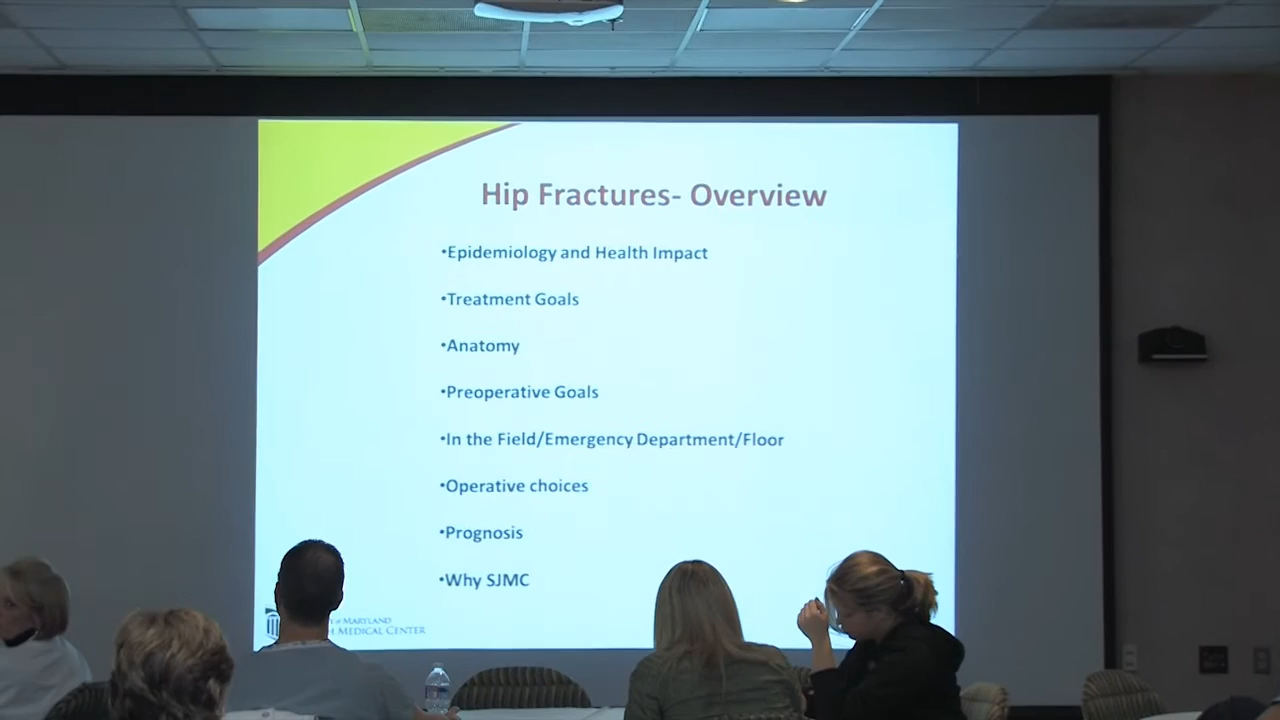 Hip Fractures- Overview
•Epidemiology and Health Impact
•Treatment Goals
•Anatomy
•Preoperative Goals
•In the Field/Emergency Department/Floor
•Operative choices
•Prognosis
•Why SJMC
OF MARYLAND
MEDICAL CENTER